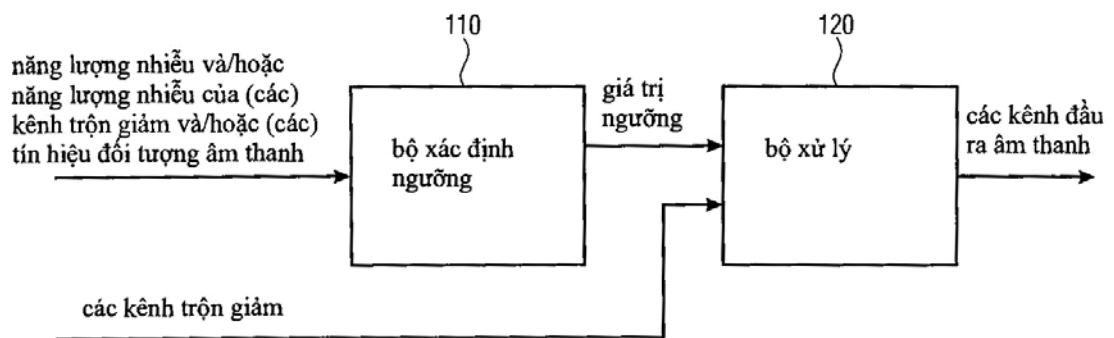 110
120
năng lượng nhiễu và/hoặc
năng lượng nhiễu của (các)
kênh trộn giảm và/hoặc (các)
tín hiệu đối tượng âm thanh
bộ xác định
ngưỡng
giá trị
ngưỡng
bộ xử lý
các kênh đầu
ra âm thanh
các kênh trộn giảm